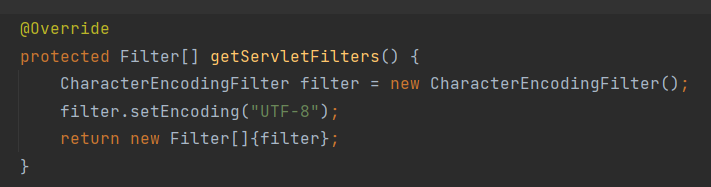 @Override
protected Filter[] getServletFilters() {
    CharacterEncodingFilter filter = new CharacterEncodingFilter();
    filter.setEncoding("UTF-8");
    return new Filter[]{filter};
}